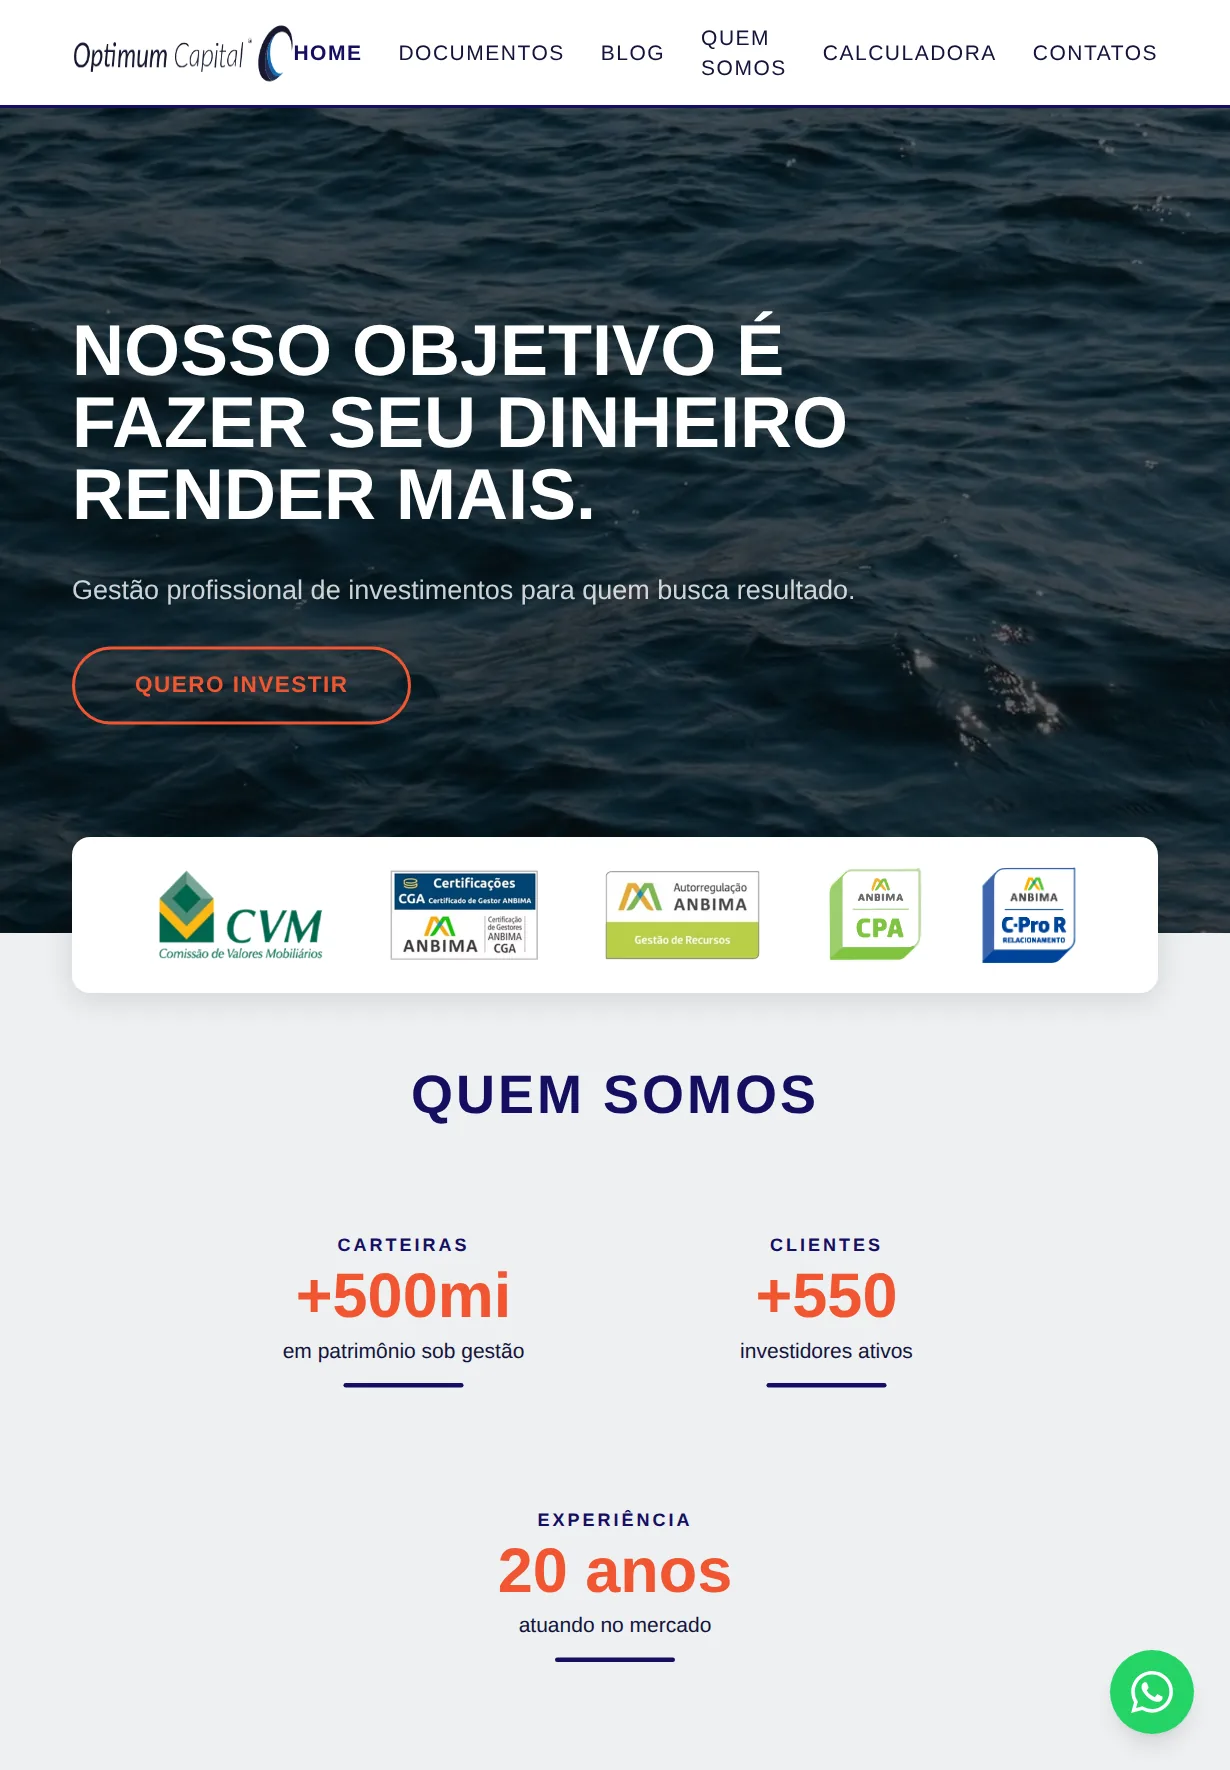 Optimum Capital
HOME
DOCUMENTOS
BLOG
QUEM
SOMOS
CALCULADORA
CONTATOS
NOSSO OBJETIVO É
FAZER SEU DINHEIRO
RENDER MAIS.
Gestão profissional de investimentos para quem busca resultado.
QUERO INVESTIR
CVM
Comissão de Valores Mobiliários
Certificações
CGA Certificado de Gestor ANBIMA
ANBIMA
Certificação
de Gestores
ANBIMA
CGA
Autorregulação
ANBIMA
Gestão de Recursos
ANBIMA
CPA
ANBIMA
C-Pro R
RELACIONAMENTO
QUEM SOMOS
CARTEIRAS
+500mi
em patrimônio sob gestão
CLIENTES
+550
investidores ativos
EXPERIÊNCIA
20 anos
atuando no mercado